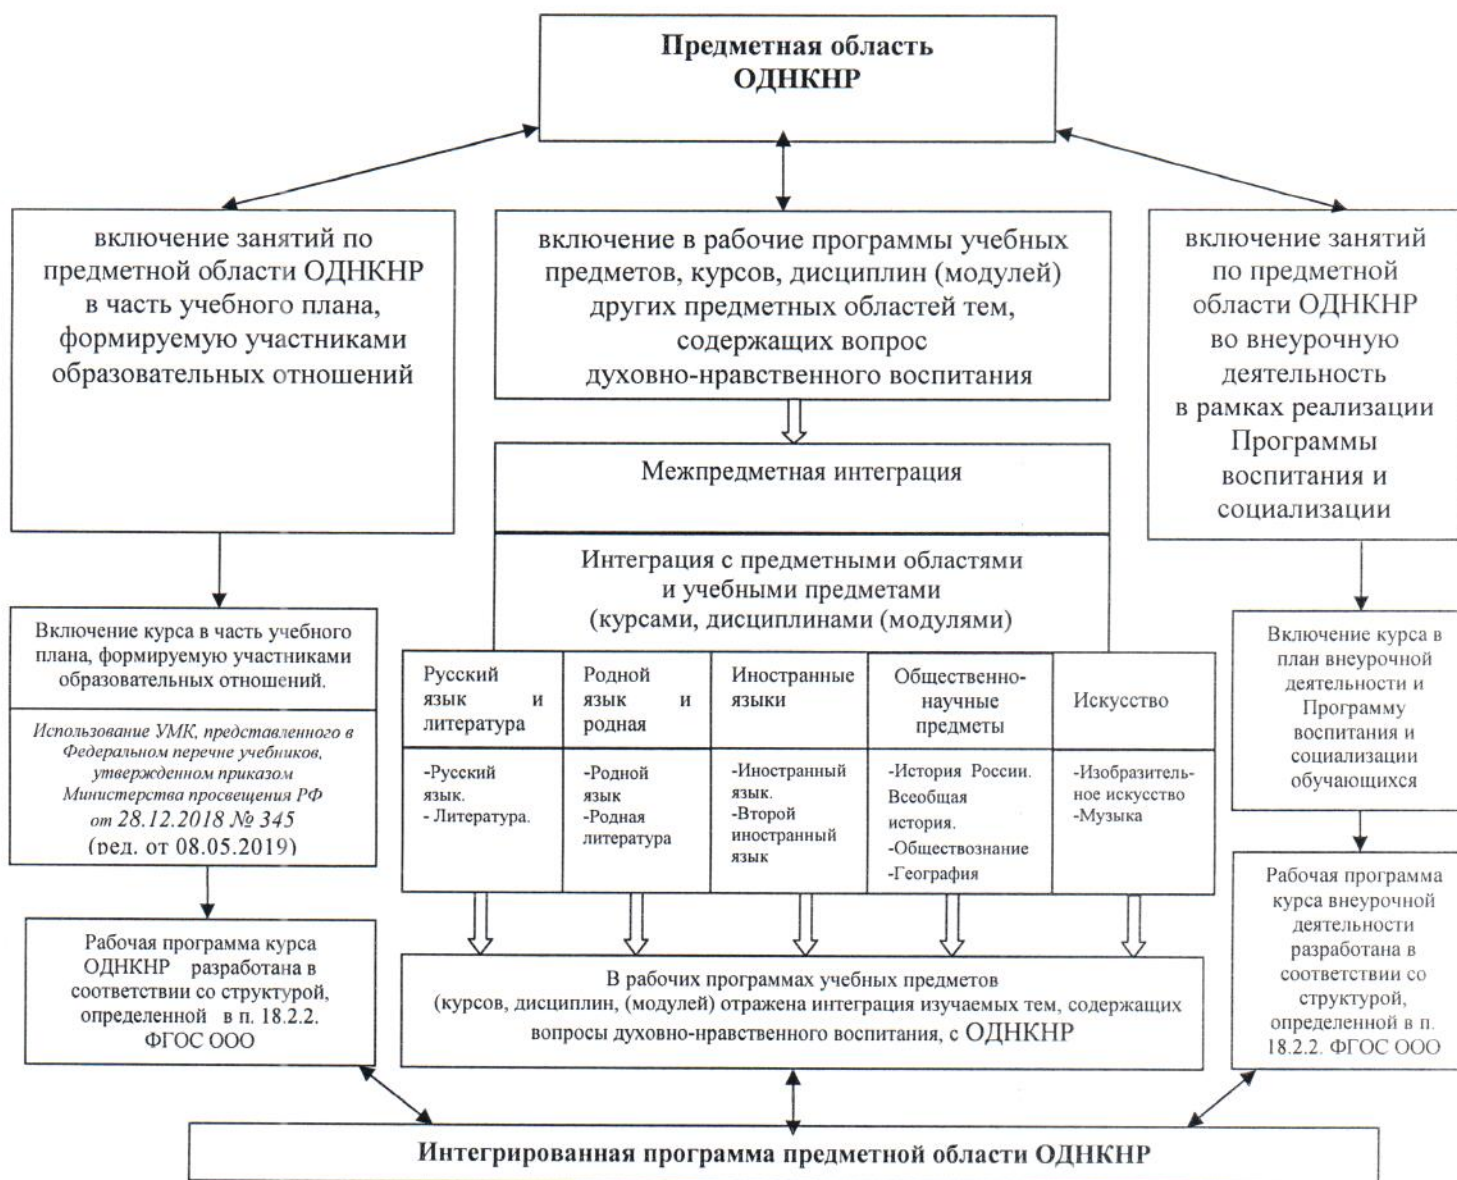 Предметная область
ОДНКНР
включение занятий по
предметной области ОДНКНР
в часть учебного плана,
формируемую участниками
образовательных отношений
включение в рабочие программы учебных
предметов, курсов, дисциплин (модулей)
других предметных областей тем,
содержащих вопрос
духовно-нравственного воспитания
включение занятий
по предметной
области ОДНКНР
во внеурочную
деятельность
в рамках реализации
Программы
воспитания и
социализации
Межпредметная интеграция
Интеграция с предметными областями
и учебными предметами
(курсами, дисциплинами (модулями)
Включение курса в часть учебного
плана, формируемую участниками
образовательных отношений.
Использование УМК, представленного в
Федеральном перечне учебников,
утвержденном приказом
Министерства просвещения РФ
от 28.12.2018 № 345
(ред. от 08.05.2019)
Русский
язык и
литература
Родной
язык и
родная
Иностранные
языки
Общественно-
научные
предметы
Искусство
-Русский
язык.
- Литература.
-Родной
язык
-Родная
литература
-Иностранный
язык.
-Второй
иностранный
язык
-История России.
Всеобщая
история.
-Обществознание
-География
-Изобразитель-
ное искусство
-Музыка
Включение курса в
план внеурочной
деятельности и
Программу
воспитания и
социализации
обучающихся
Рабочая программа курса
ОДНКНР разработана в
соответствии со структурой,
определенной в п. 18.2.2.
ФГОС ООО
В рабочих программах учебных предметов
(курсов, дисциплин, (модулей) отражена интеграция изучаемых тем, содержащих
вопросы духовно-нравственного воспитания, с ОДНКНР
Рабочая программа
курса внеурочной
деятельности
разработана в
соответствии со
структурой,
определенной в п.
18.2.2. ФГОС ООО
Интегрированная программа предметной области ОДНКНР